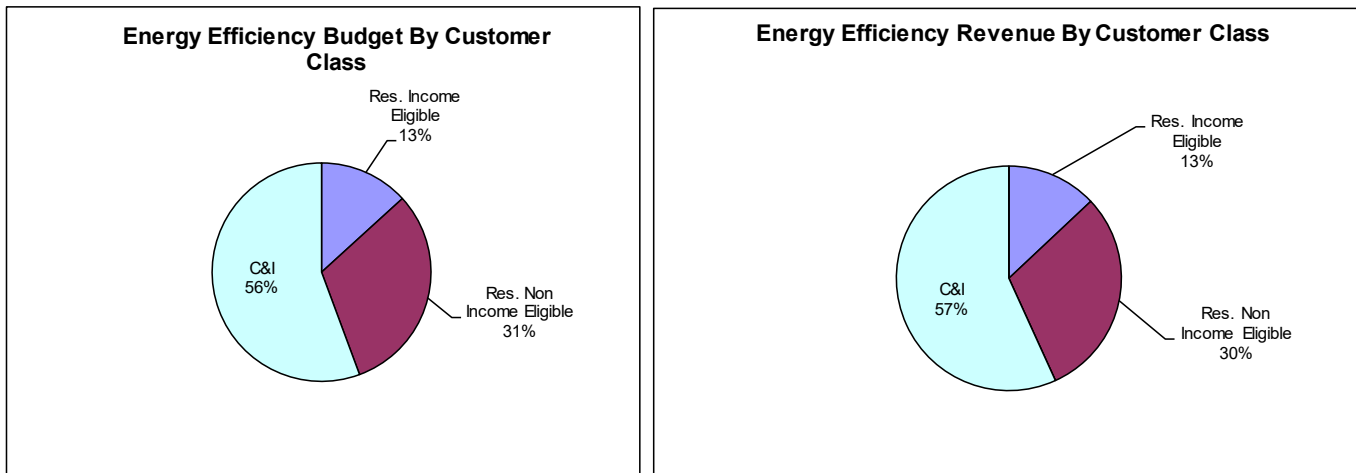 Energy Efficiency Budget By Customer
Class
Res. Income
Eligible
13%
C&I
56%
Res. Non
Income Eligible
31%
Energy Efficiency Revenue By Customer Class
Res. Income
Eligible
13%
C&I
57%
Res. Non
Income Eligible
30%